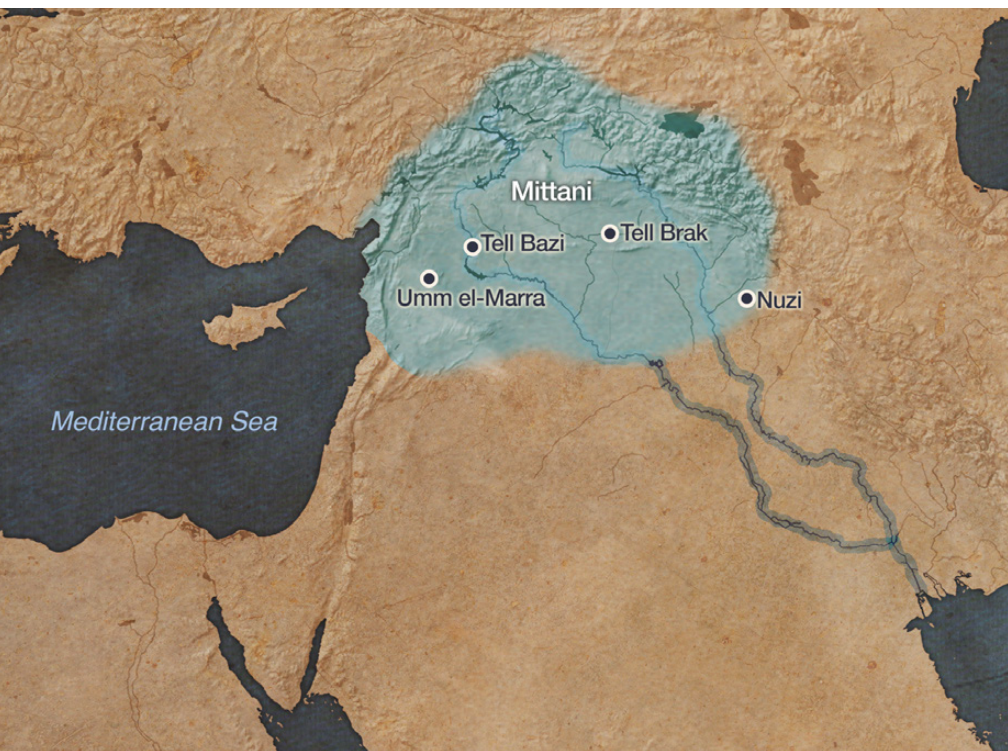 Mittani
Tell Brak
Tell Bazi
Umm el-Marra
Nuzi
Mediterranean Sea